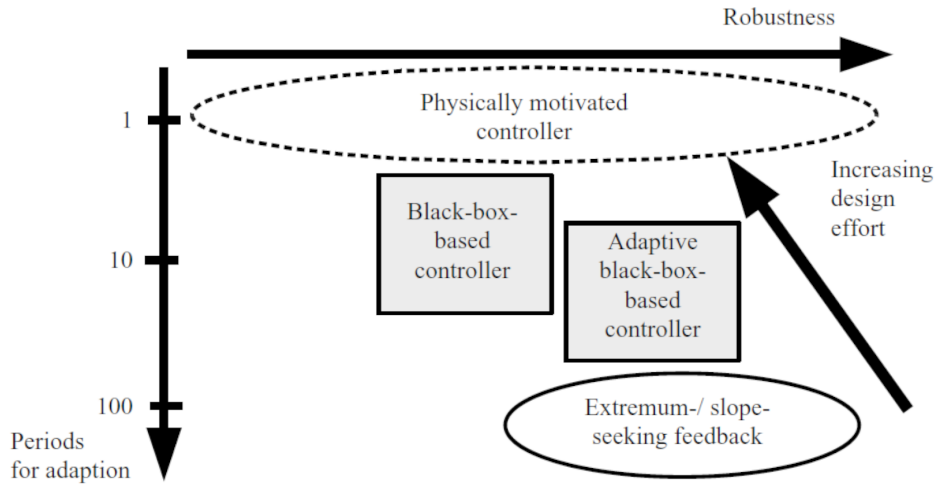 Robustness
Physically motivated
controller
1
Increasing
design
effort
Black-box-
based
controller
Adaptive
black-box-
based
controller
10
100
Extremum-/ slope-
seeking feedback
Periods
for adaption